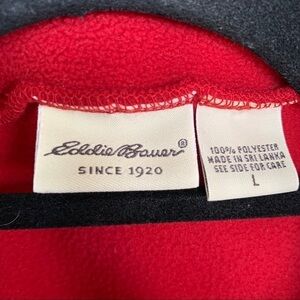 Eddie Bauer®
SINCE 1920
100% POLYESTER
MADE IN SRI LANKA
SEE SIDE FOR CARE
L